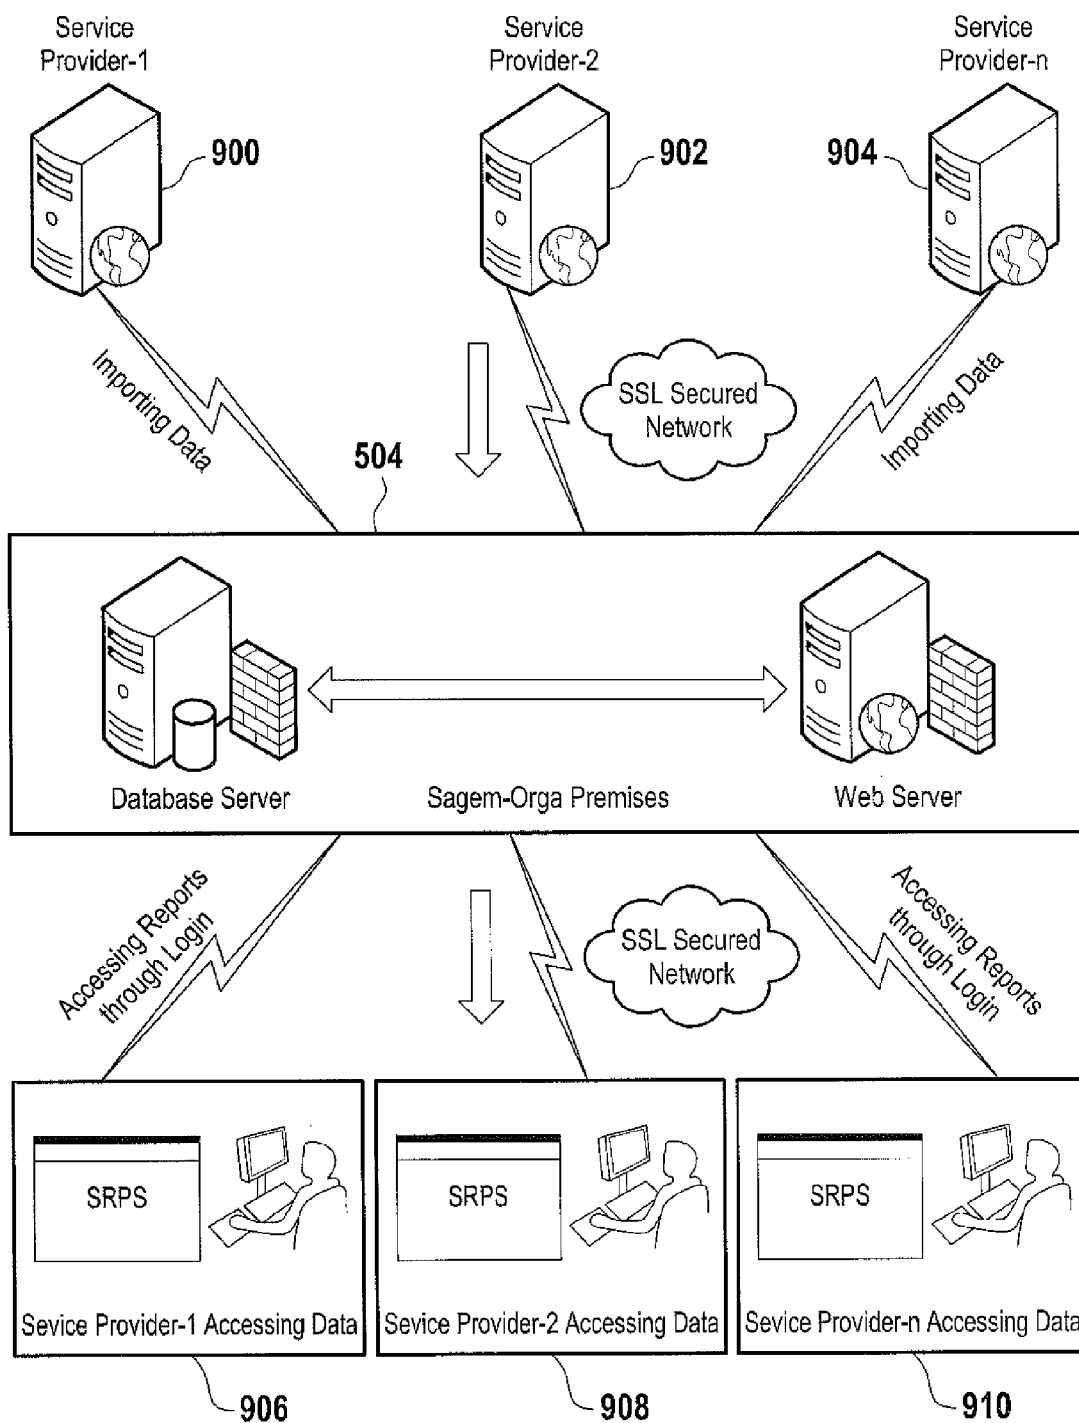 Service
Provider-1
Service
Provider-2
Service
Provider-n
900
902
904
Importing Data
SSL Secured
Network
Importing Data
504
Database Server
Sagem-Orga Premises
Web Server
Accessing Reports
through Login
SSL Secured
Network
Accessing Reports
through Login
SRPS
SRPS
SRPS
Sevice Provider-1 Accessing Data
Sevice Provider-2 Accessing Data
Sevice Provider-n Accessing Data
906
908
910